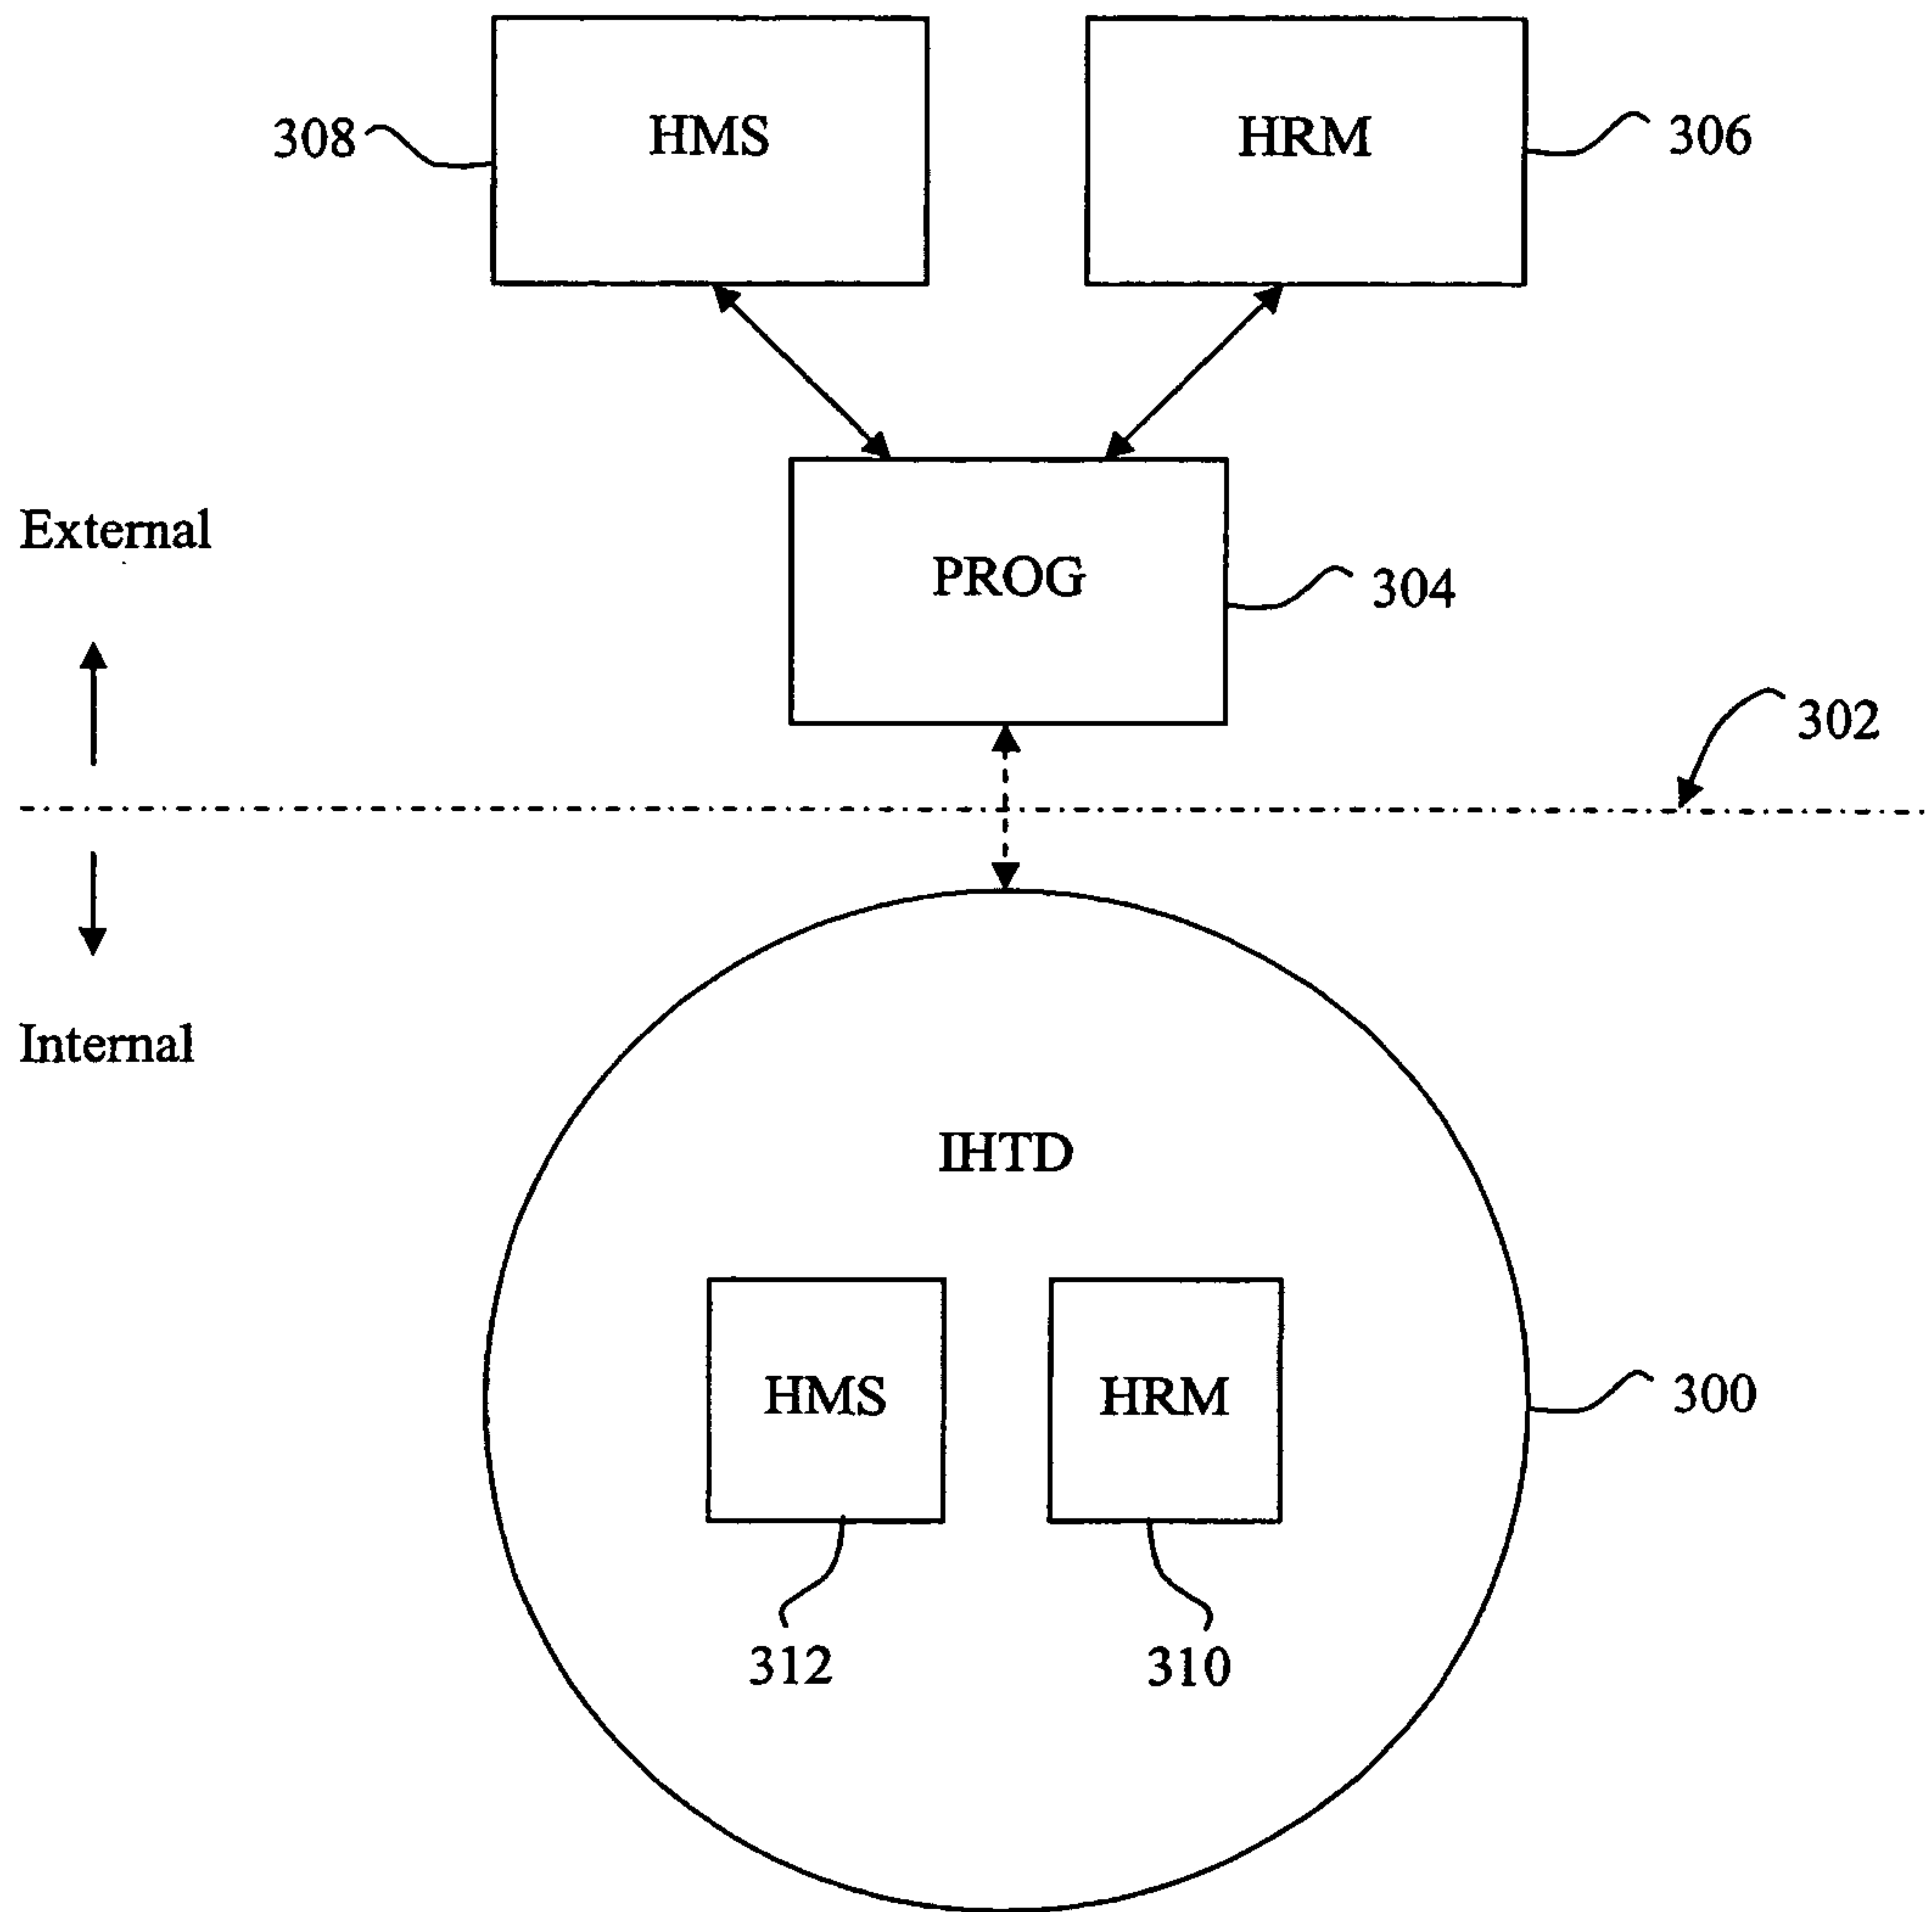 308
HMS
HRM
306
External
PROG
304
302
Internal
IHTD
HMS
HRM
300
312
310